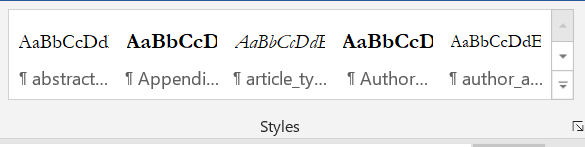 AaBbCcDd AaBbCcD AaBbCcDdE AaBbCcD AaBbCcDdE
¶ abstract... ¶ Appendi... ¶ article_ty... ¶ Author... ¶ author_a...
Styles